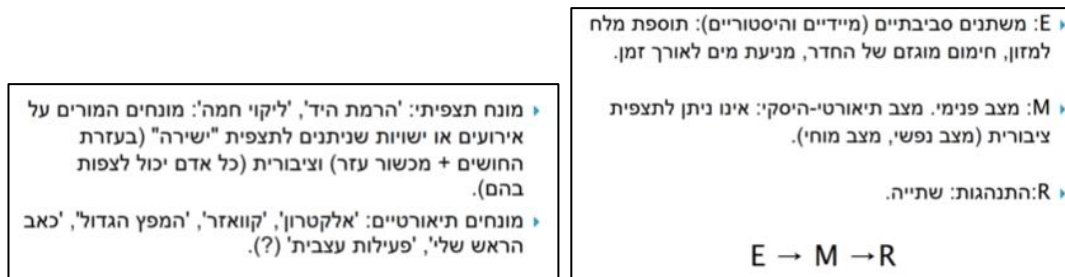 E: משתנים סביבתיים (מיידיים והיסטוריים): תוספת מלח
למזון, חימום מוגזם של החדר, מניעת מים לאורך זמן.
M: מצב פנימי. מצב תיאורטי-היסקי: אינו ניתן לתצפית
ציבורית (מצב נפשי, מצב מוחי).
R:התנהגות: שתייה.
E → M →R
מונח תצפיתי: 'הרמת היד', 'ליקוי חמה': מונחים המורים על
אירועים או ישויות שניתנים לתצפית "ישירה" (בעזרת
החושים + מכשור עזר) וציבורית (כל אדם יכול לצפות
בהם).
מונחים תיאורטיים: 'אלקטרון', 'קוואזר', 'המפץ הגדול', 'כאב
הראש שלי', 'פעילות עצבית' (?).